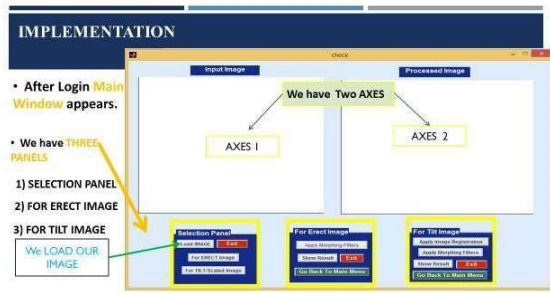 IMPLEMENTATION
check
Input Image
Processed Image
• After Login Main
Window appears.
We have Two AXES
AXES 1
AXES 2
• We have THREE
PANELS
1) SELECTION PANEL
2) FOR ERECT IMAGE
3) FOR TILT IMAGE
We LOAD OUR
IMAGE
Selection Panel
Load IMAGE
Exit
For ERECT Image
For TILT/Scaled Image
For Erect Image
Apply Morphing Filters
Show Result
Exit
Go Back To Main Menu
For Tilt Image
Apply Image Registration
Apply Morphing Filters
Show Result
Exit
Go Back To Main Menu